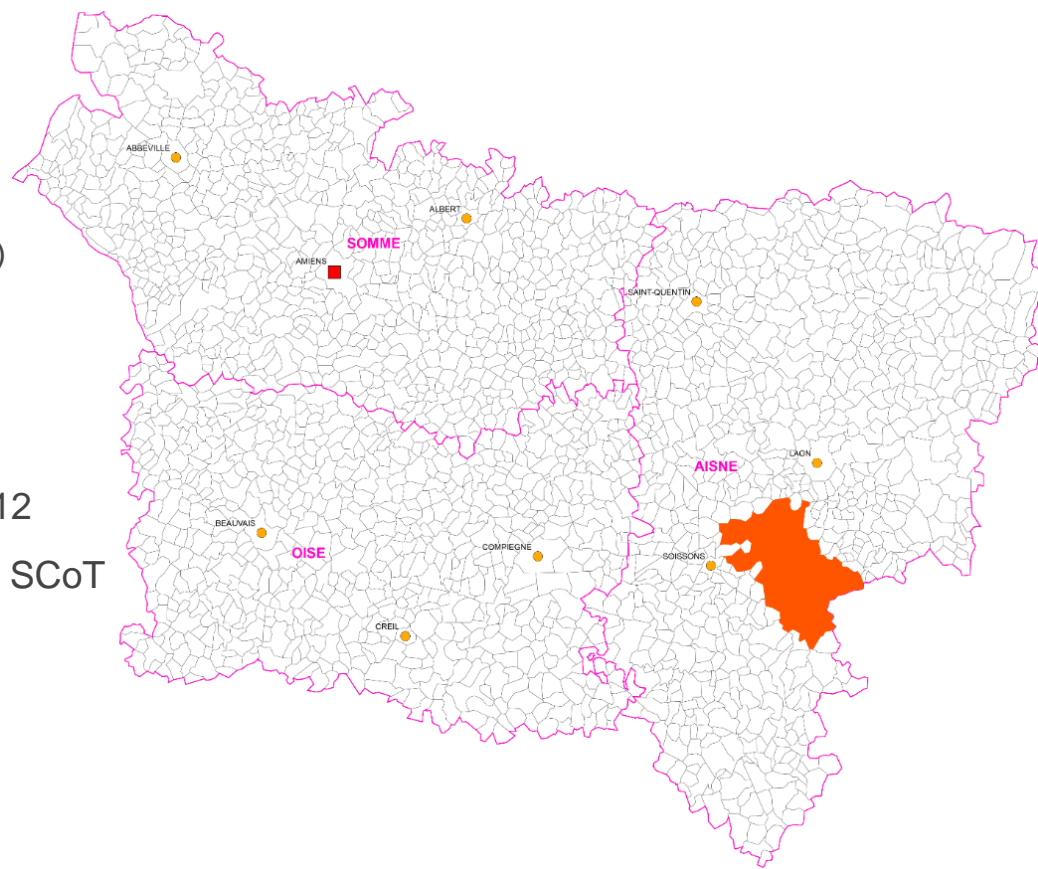 ABBEVILLE
ALBERT
SOMME
)
AMIENS
SAINT-QUENTIN
LAON
AISNE
12
BEAUVAIS
OISE
COMPIEGNE
SOISSONS
SCoT
CREIL